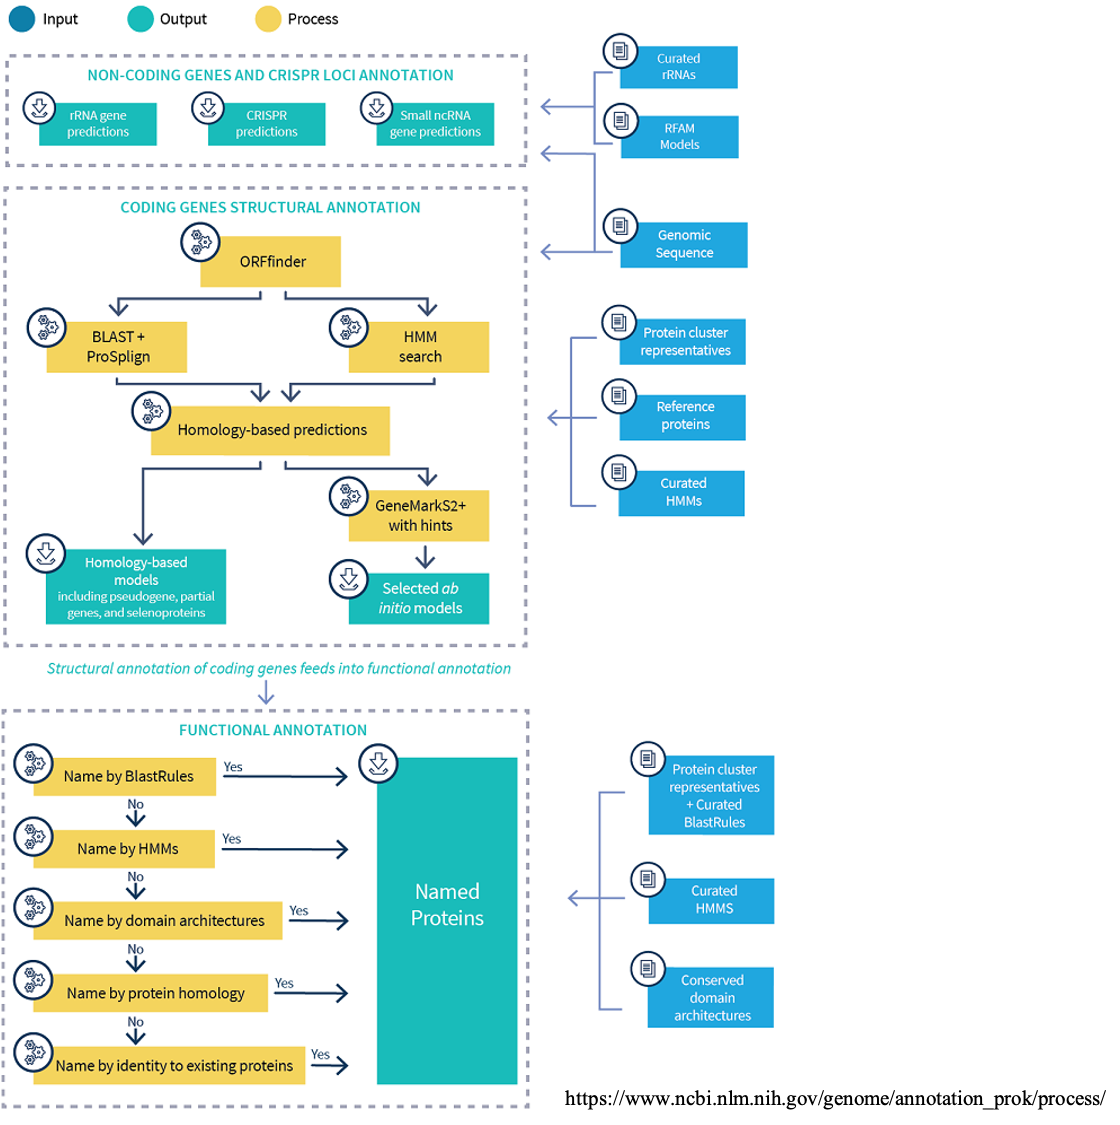 Input
Output
Process
NON-CODING GENES AND CRISPR LOCI ANNOTATION
rRNA gene
predictions
CRISPR
predictions
Small ncRNA
gene predictions
Curated
rRNAs
RFAM
Models
CODING GENES STRUCTURAL ANNOTATION
Genomic
Sequence
ORFfinder
BLAST +
ProSplign
HMM
search
Homology-based predictions
GeneMarkS2+
with hints
Homology-based
models
including pseudogene, partial
genes, and selenoproteins
Selected ab
initio models
Protein cluster
representatives
Reference
proteins
Curated
HMMs
Structural annotation of coding genes feeds into functional annotation
FUNCTIONAL ANNOTATION
Name by BlastRules
Yes
No
Name by HMMs
Yes
No
Name by domain architectures
Yes
No
Name by protein homology
Yes
No
Name by identity to existing proteins
Yes
Named
Proteins
Protein cluster
representatives
+ Curated
BlastRules
Curated
HMMS
Conserved
domain
architectures
https://www.ncbi.nlm.nih.gov/genome/annotation_prok/process/